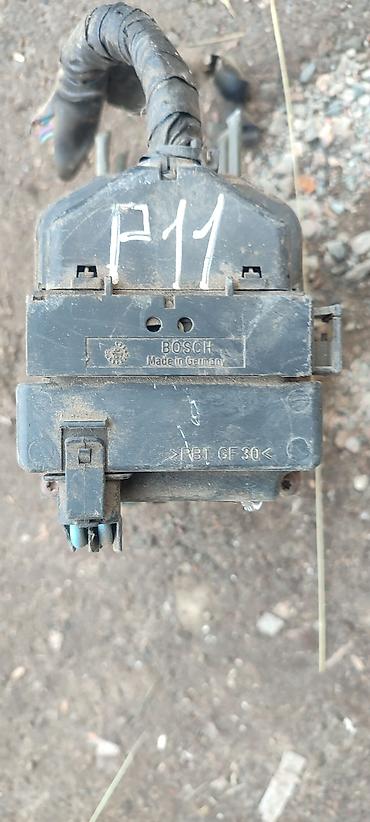 P11
BOSCH
Made in Germany
>PBT GF30<